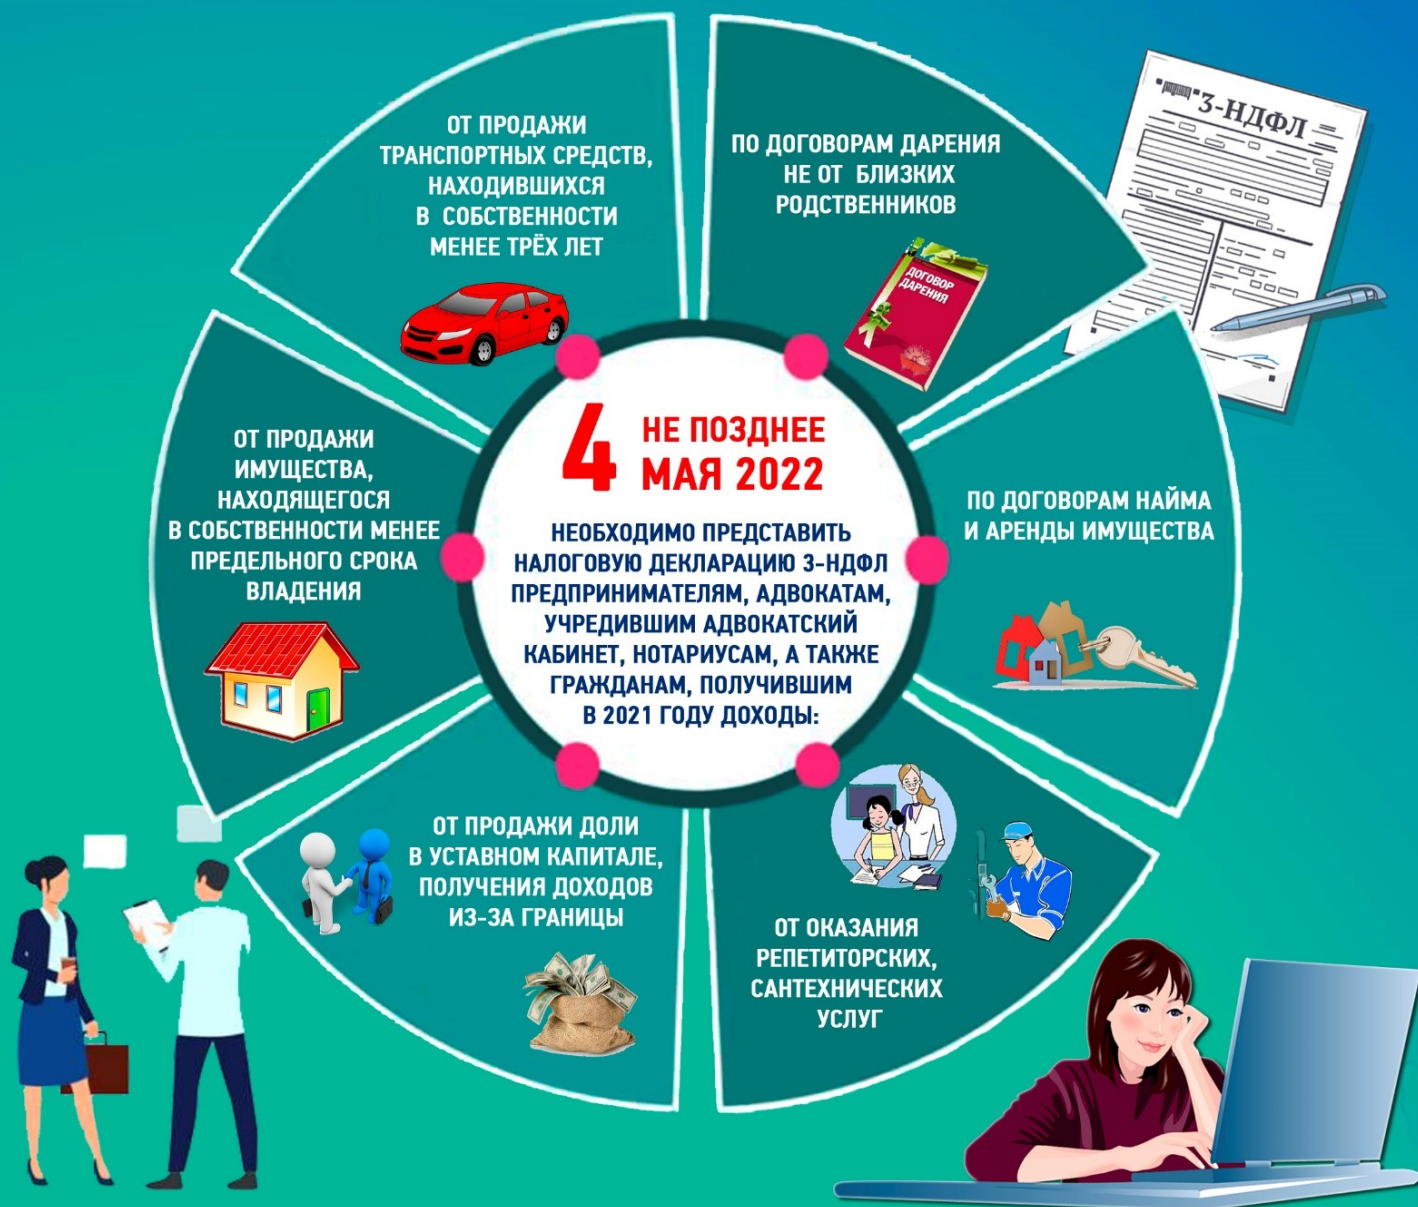 ОТ ПРОДАЖИ
ТРАНСПОРТНЫХ СРЕДСТВ,
НАХОДИВШИХСЯ
В СОБСТВЕННОСТИ
МЕНЕЕ ТРЁХ ЛЕТ
ПО ДОГОВОРАМ ДАРЕНИЯ
НЕ ОТ БЛИЗКИХ
РОДСТВЕННИКОВ
ДОГОВОР
ДАРЕНИЯ
3-НДФЛ
ОТ ПРОДАЖИ
ИМУЩЕСТВА,
НАХОДЯЩЕГОСЯ
В СОБСТВЕННОСТИ МЕНЕЕ
ПРЕДЕЛЬНОГО СРОКА
ВЛАДЕНИЯ
4 НЕ ПОЗДНЕЕ
МАЯ 2022
НЕОБХОДИМО ПРЕДСТАВИТЬ
НАЛОГОВУЮ ДЕКЛАРАЦИЮ 3-НДФЛ
ПРЕДПРИНИМАТЕЛЯМ, АДВОКАТАМ,
УЧРЕДИВШИМ АДВОКАТСКИЙ
КАБИНЕТ, НОТАРИУСАМ, А ТАКЖЕ
ГРАЖДАНАМ, ПОЛУЧИВШИМ
В 2021 ГОДУ ДОХОДЫ:
ПО ДОГОВОРАМ НАЙМА
И АРЕНДЫ ИМУЩЕСТВА
ОТ ПРОДАЖИ ДОЛИ
В УСТАВНОМ КАПИТАЛЕ,
ПОЛУЧЕНИЯ ДОХОДОВ
ИЗ-ЗА ГРАНИЦЫ
ОТ ОКАЗАНИЯ
РЕПЕТИТОРСКИХ,
САНТЕХНИЧЕСКИХ
УСЛУГ